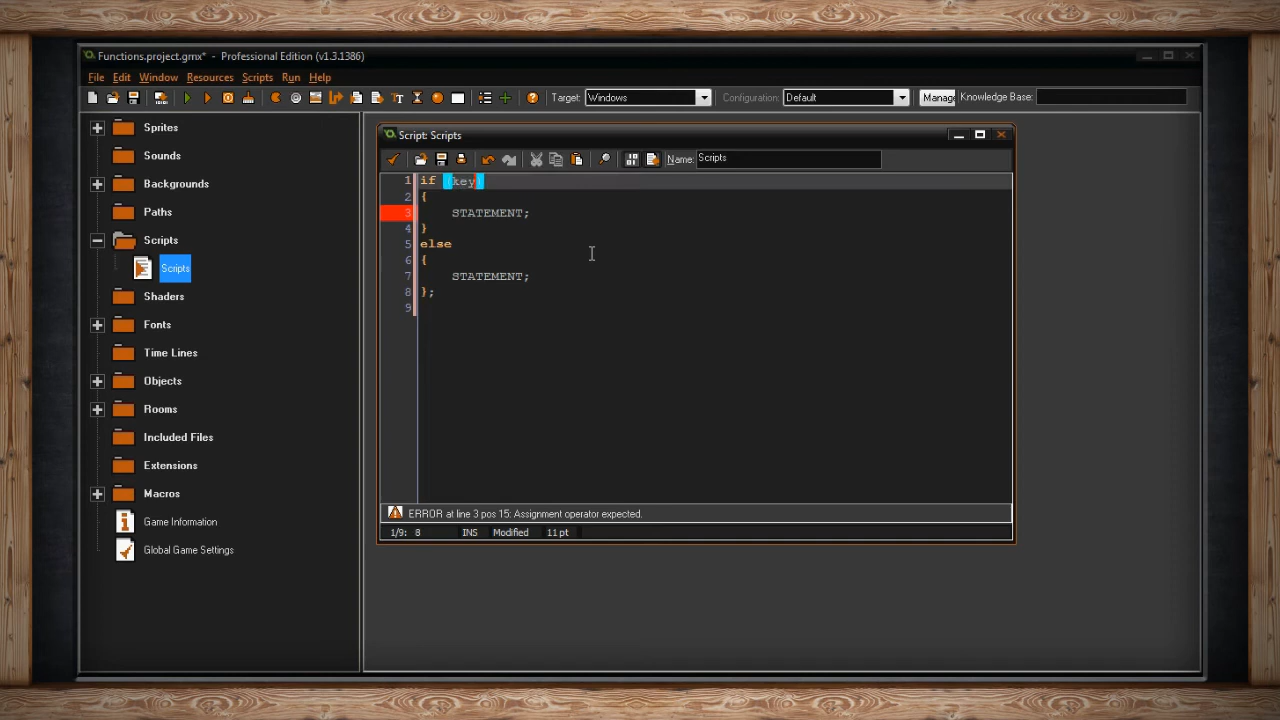 Functions.project.gmx* - Professional Edition (v1.3.1386)
File Edit Window Resources Scripts Run Help
Target: Windows Configuration: Default Manag Knowledge Base:
Sprites
Sounds
Backgrounds
Paths
Scripts
Scripts
Shaders
Fonts
Time Lines
Objects
Rooms
Included Files
Extensions
Macros
Game Information
Global Game Settings
Script: Scripts
Name: Scripts
1 if (key)
2 {
3 STATEMENT;
4 }
5 else
6 {
7 STATEMENT;
8 };
9
ERROR at line 3 pos 15: Assignment operator expected.
1/9: 8 INS Modified 11 pt